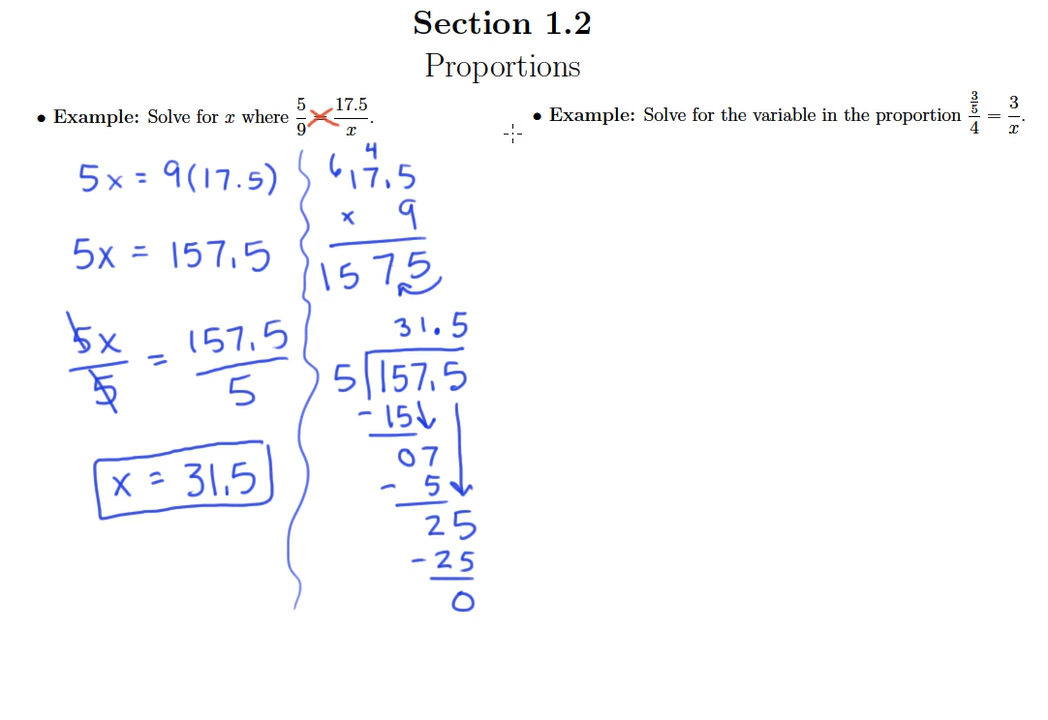 Section 1.2
Proportions
• Example: Solve for x where 5/9 = 17.5/x.
5x = 9(17.5)
5x = 157.5
5x/5 = 157.5/5
x = 31.5
6 4
17.5
x 9
1575
31.5
5 157.5
- 15
07
- 5
25
- 25
0
• Example: Solve for the variable in the proportion (3/5)/4 = 3/x.